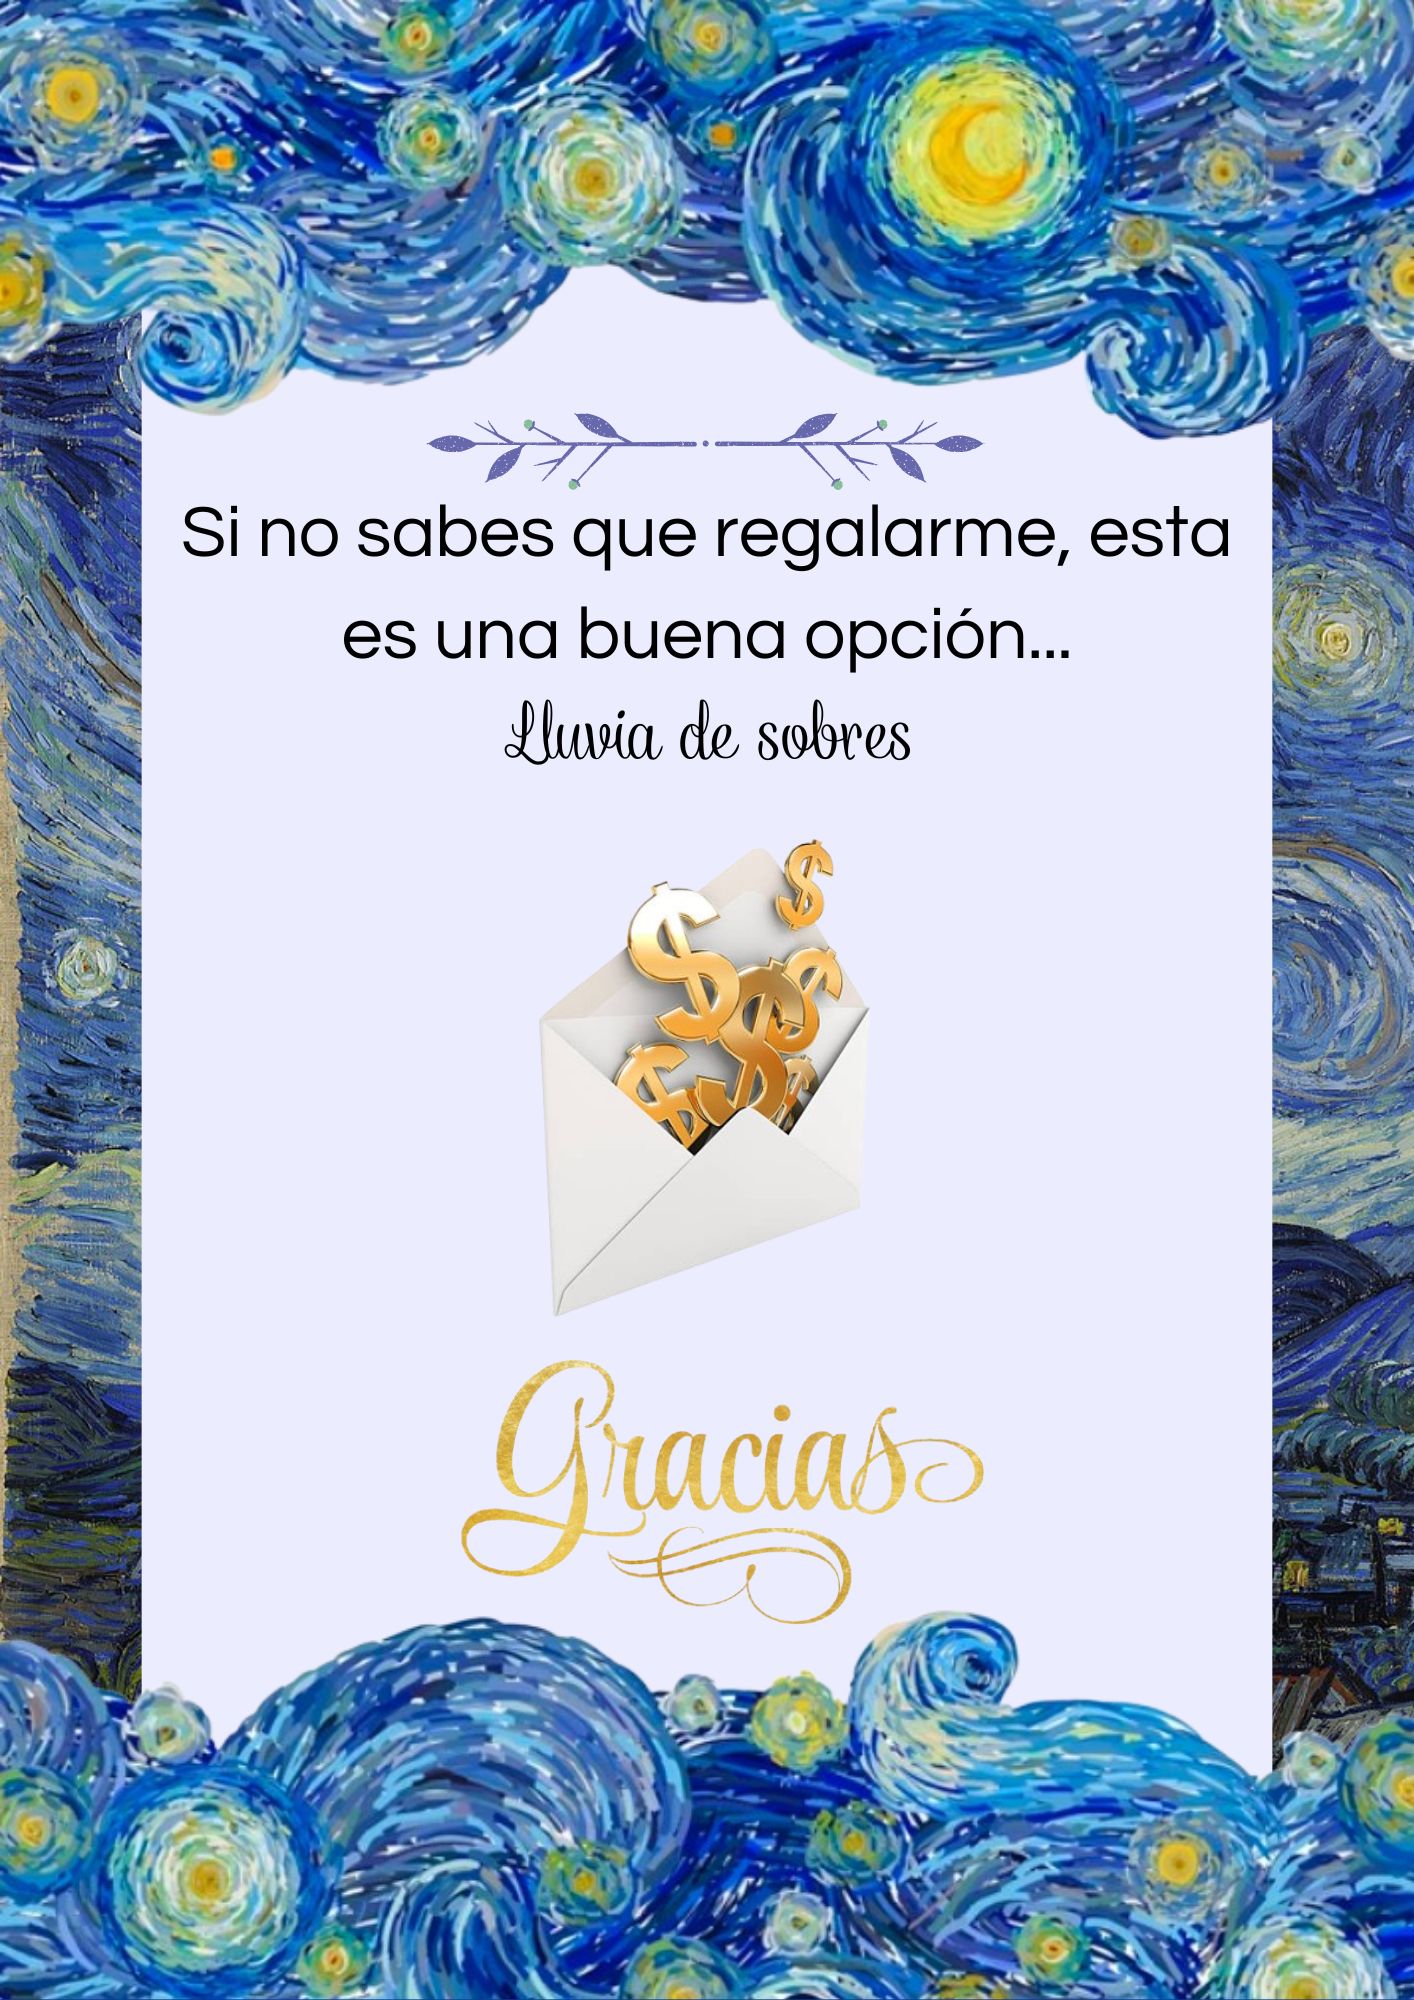 Si no sabes que regalarme, esta
es una buena opción...
Lluvia de sobres
Gracias